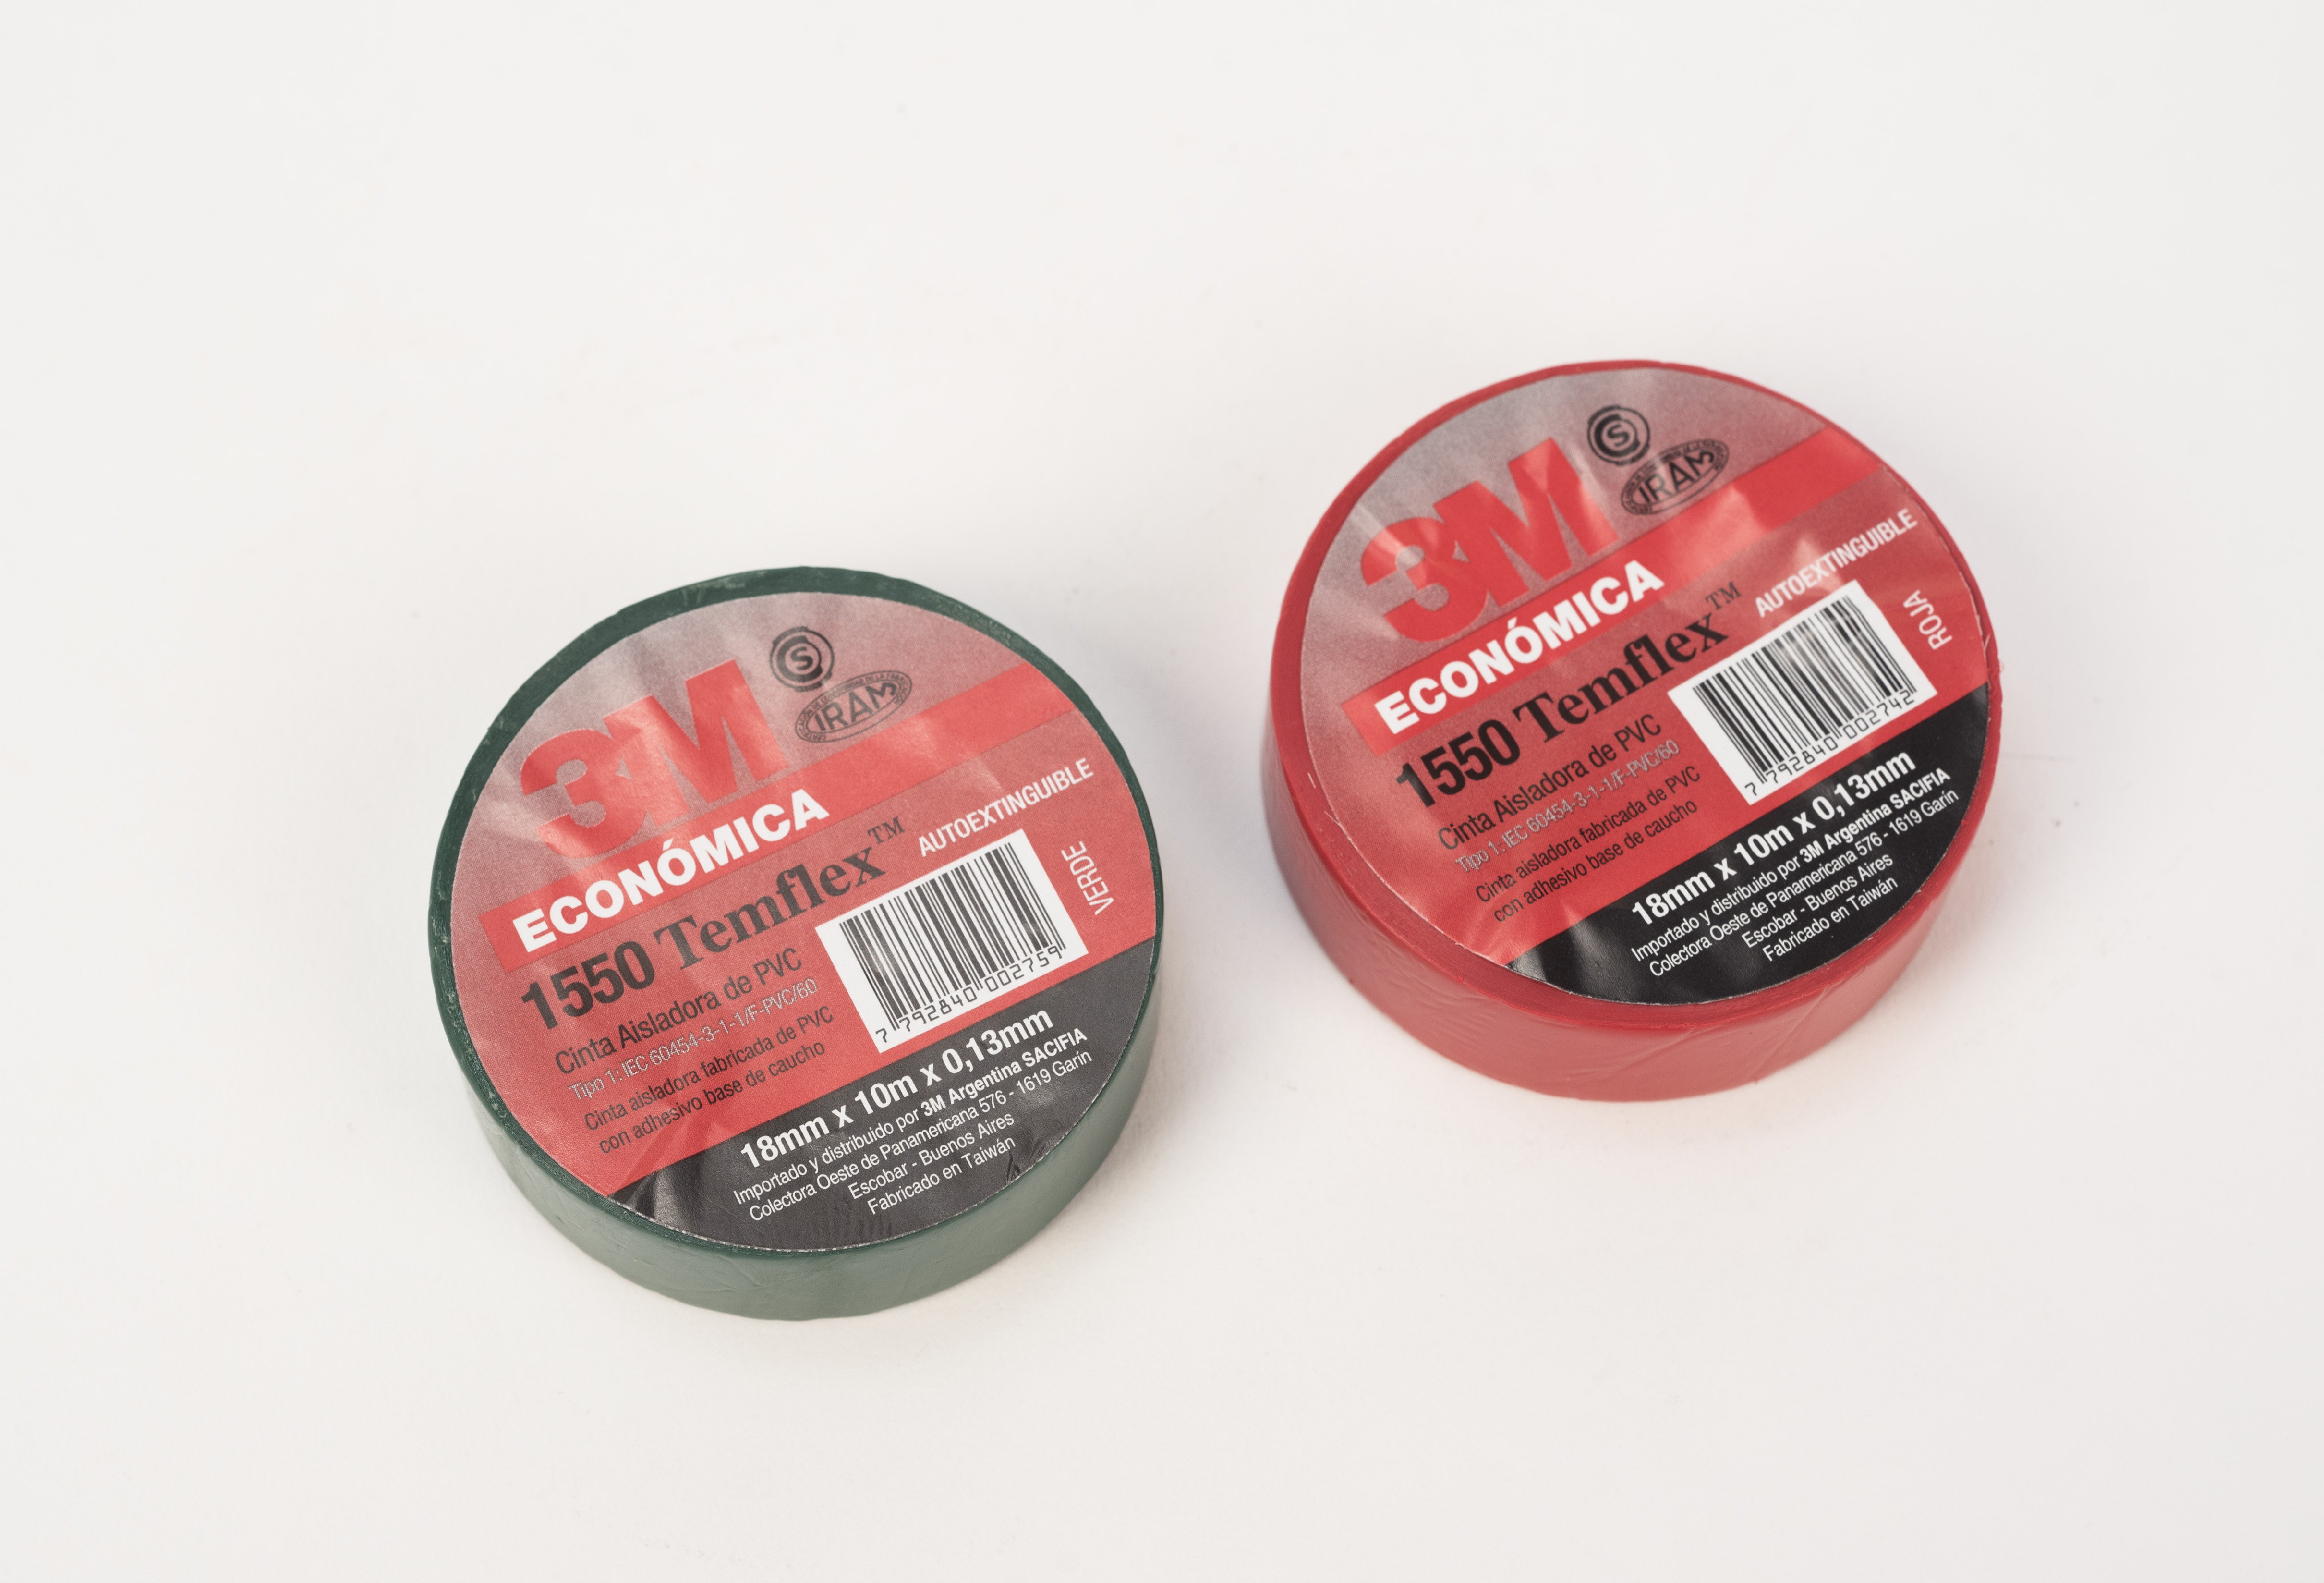 3M
S
IRAM
ECONÓMICA
1550 Temflex™
AUTOEXTINGUIBLE
VERDE
Cinta Aisladora de PVC
Tipo 1: IEC 60454-3-1-1/F-PVC/60
Cinta aisladora fabricada de PVC
con adhesivo base de caucho
7 792840 002759
18mm x 10m x 0,13mm
Importado y distribuido por 3M Argentina SACIFIA
Colectora Oeste de Panamericana 576 - 1619 Garín
Escobar - Buenos Aires
Fabricado en Taiwán
3M
S
IRAM
ECONÓMICA
1550 Temflex™
AUTOEXTINGUIBLE
ROJA
Cinta Aisladora de PVC
Tipo 1: IEC 60454-3-1-1/F-PVC/60
Cinta aisladora fabricada de PVC
con adhesivo base de caucho
7 792840 002742
18mm x 10m x 0,13mm
Importado y distribuido por 3M Argentina SACIFIA
Colectora Oeste de Panamericana 576 - 1619 Garín
Escobar - Buenos Aires
Fabricado en Taiwán